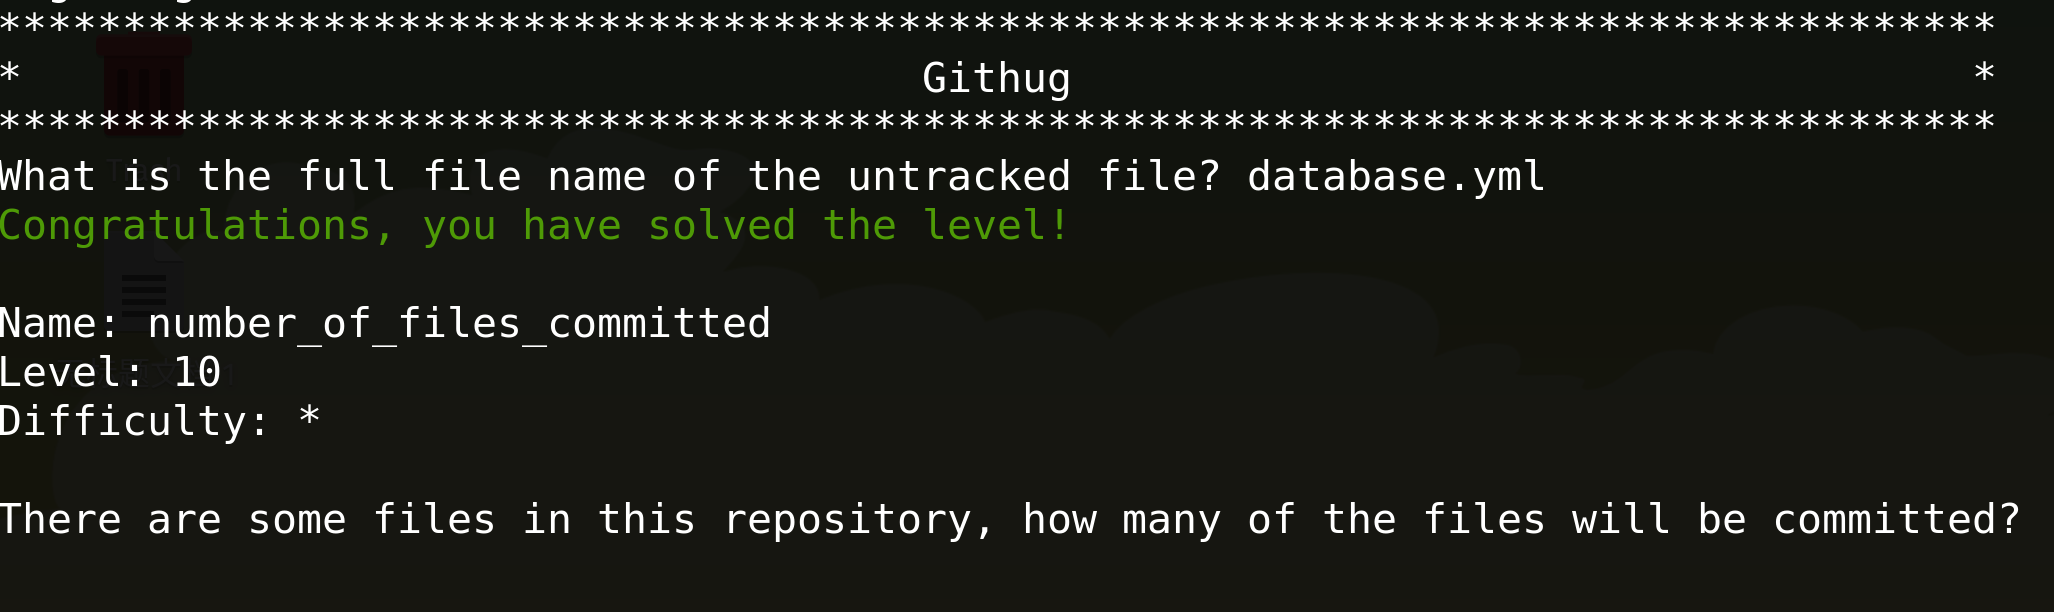 ********************************************************************************
*                                    Githug                                    *
********************************************************************************
What is the full file name of the untracked file? database.yml
Congratulations, you have solved the level!
Name: number_of_files_committed
Level: 10
Difficulty: *
There are some files in this repository, how many of the files will be committed?
Trash